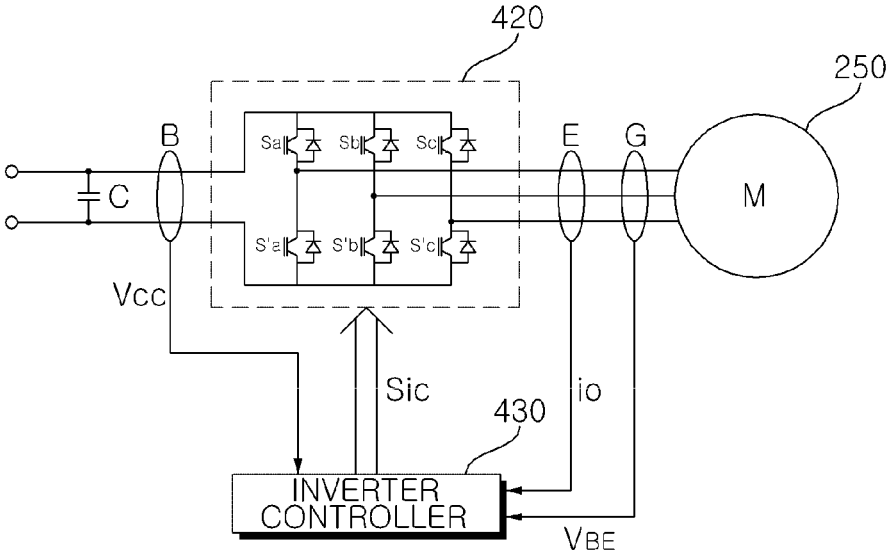 420
250
B
Sa
Sb
Sc
E
G
C
M
S'a
S'b
S'c
Vcc
Sic
io
430
INVERTER
CONTROLLER
VBE